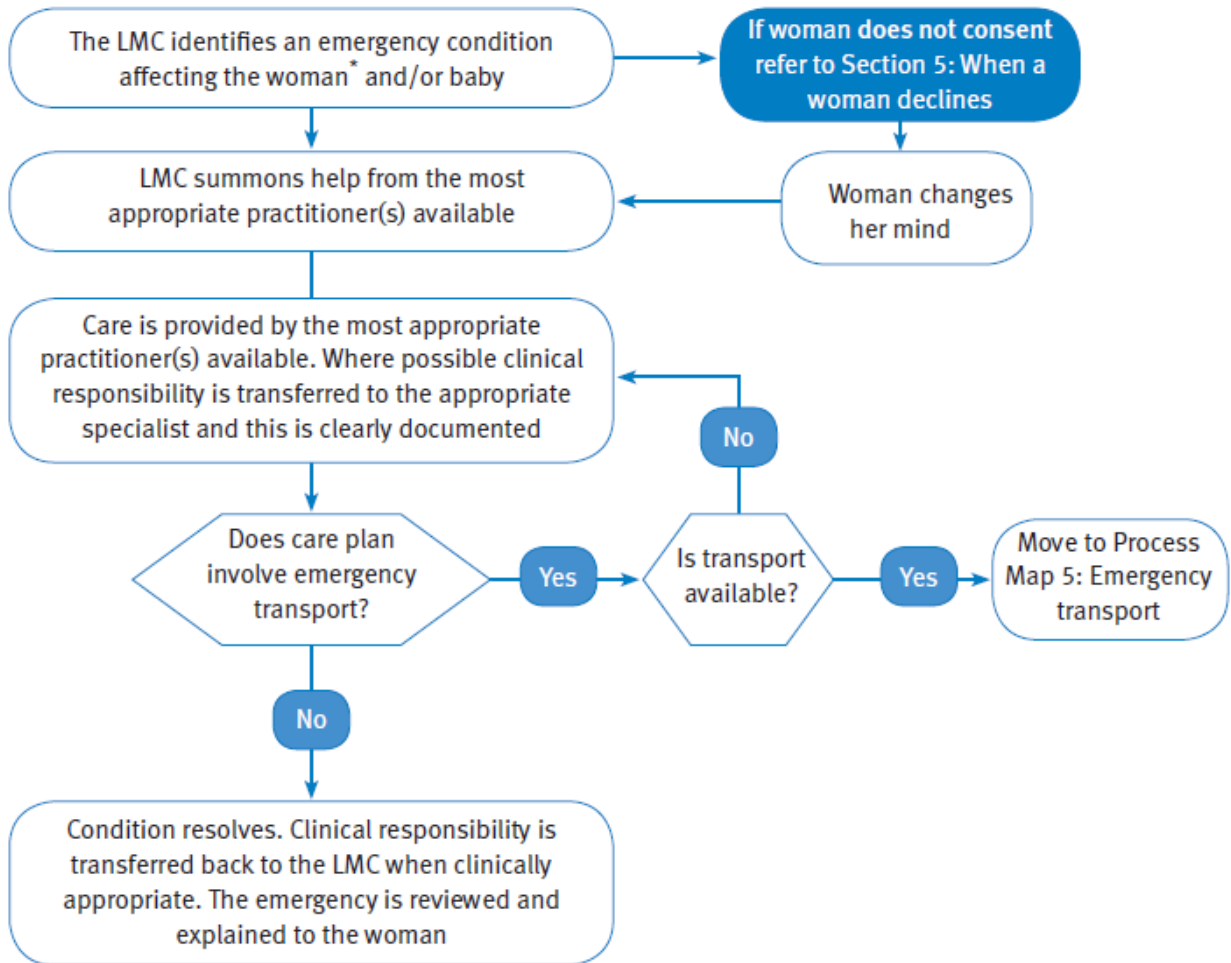 The LMC identifies an emergency condition
affecting the woman* and/or baby
If woman does not consent
refer to Section 5: When a
woman declines
LMC summons help from the most
appropriate practitioner(s) available
Woman changes
her mind
Care is provided by the most appropriate
practitioner(s) available. Where possible clinical
responsibility is transferred to the appropriate
specialist and this is clearly documented
No
Does care plan
involve emergency
transport?
Yes
Is transport
available?
Yes
Move to Process
Map 5: Emergency
transport
No
Condition resolves. Clinical responsibility is
transferred back to the LMC when clinically
appropriate. The emergency is reviewed and
explained to the woman